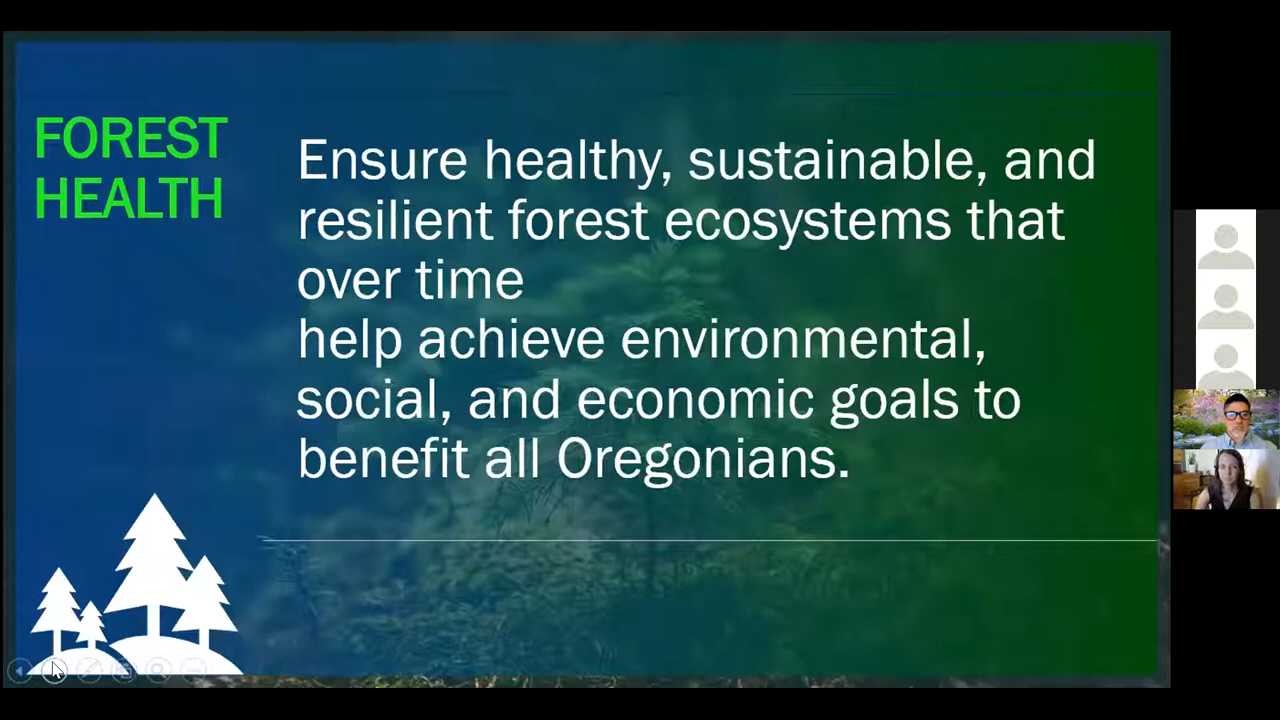 FOREST
HEALTH
Ensure healthy, sustainable, and
resilient forest ecosystems that
over time
help achieve environmental,
social, and economic goals to
benefit all Oregonians.